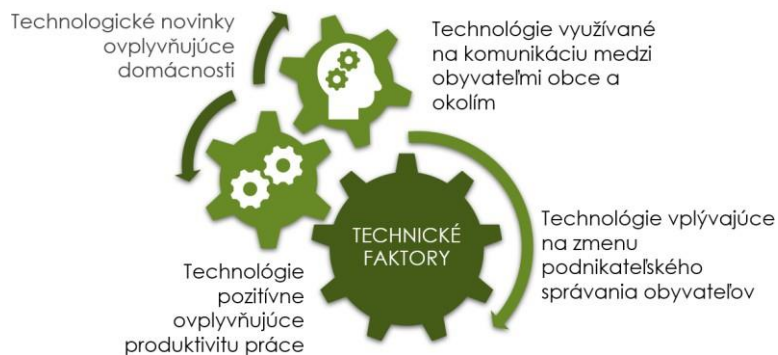 Technologické novinky
ovplyvňujúce
domácnosti
Technológie využívané
na komunikáciu medzi
obyvateľmi obce a
okolím
TECHNICKÉ
FAKTORY
Technológie vplývajúce
na zmenu
podnikateľského
správania obyvateľov
Technológie
pozitívne
ovplyvňujúce
produktivitu práce